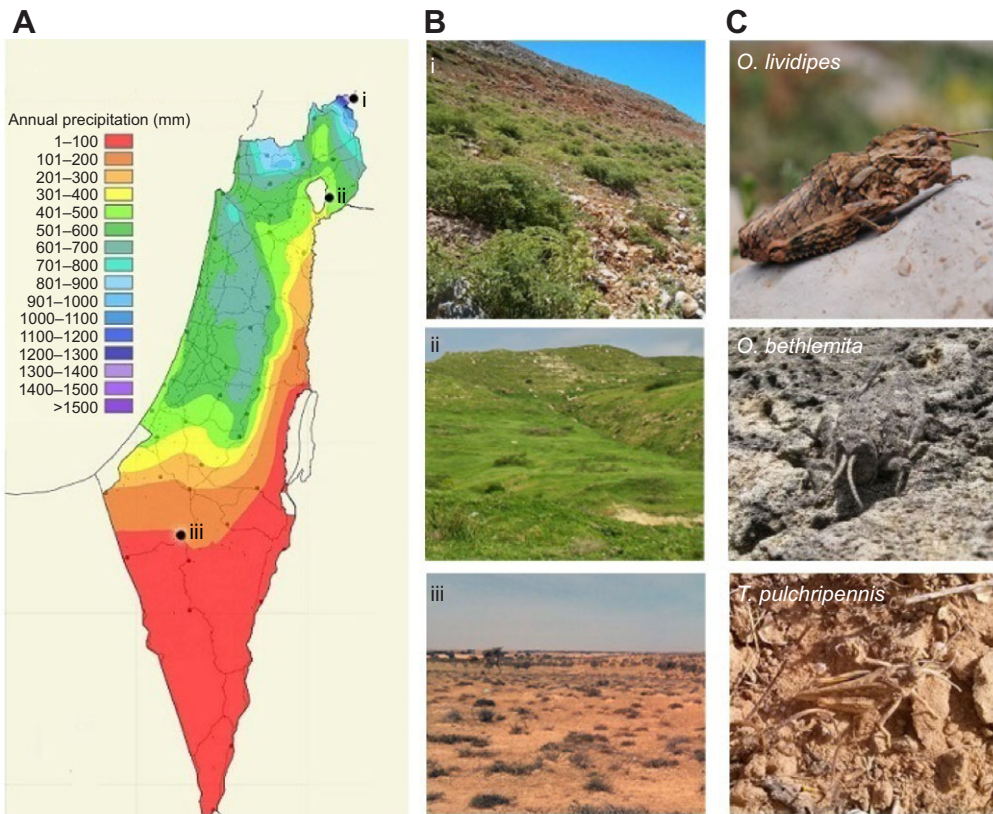 A
B
C
Annual precipitation (mm)
1–100
101–200
201–300
301–400
401–500
501–600
601–700
701–800
801–900
901–1000
1000–1100
1100–1200
1200–1300
1300–1400
1400–1500
>1500
i
ii
iii
i
ii
iii
O. lividipes
O. bethlemita
T. pulchripennis